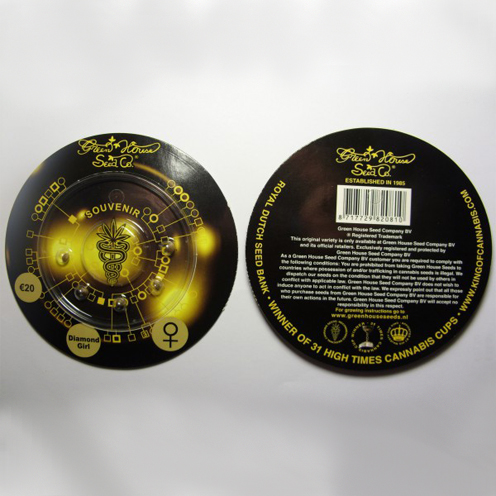 Green House
Seed Co.®
SOUVENIR
€20
Diamond
Girl
Green House
Seed Co.®
ESTABLISHED IN 1985
8 717729 820810
Green House Seed Company BV
® Registered Trademark
This original variety is only available at Green House Seed Company BV
and its official retailers. Exclusively registered and protected by
Green House Seed Company BV
As a Green House Seed Company BV customer you are required to comply with
the following conditions: You are prohibited from taking Green House Seeds to
countries where possession of and/or trafficking in cannabis seeds is illegal. We
dispatch our seeds on the condition that they will not be used by others in
conflict with applicable law. Green House Seed Company BV does not wish to
induce anyone to act in conflict with the law. We expressly point out that all those
who purchase seeds from Green House Seed Company BV are responsible for
their own actions in the future. Green House Seed Company BV will accept no
responsibility in this respect.
For growing instructions go to
www.greenhouseseeds.nl
ROYAL DUTCH SEED BANK • WINNER OF 31 HIGH TIMES CANNABIS CUPS • WWW.KINGOFCANNABIS.COM